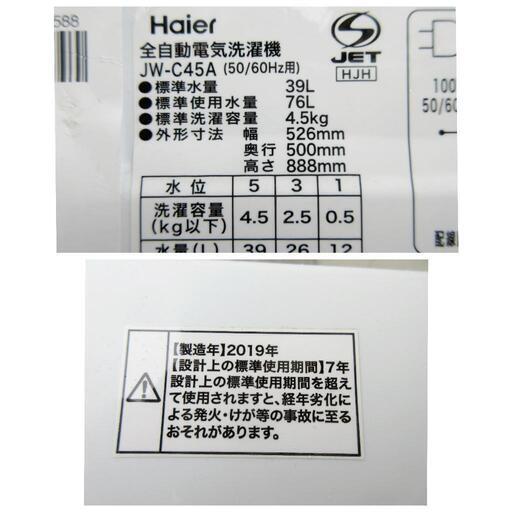 588
Haier
全自動電気洗濯機
JW-C45A (50/60Hz用)
●標準水量 39L
●標準使用水量 76L
●標準洗濯容量 4.5kg
●外形寸法 幅 526mm
奥行 500mm
高さ 888mm
水位 5 3 1
洗濯容量 (kg以下) 4.5 2.5 0.5
水量(L) 39 26 12
S
JET
HJH
100
50/60
配線
【製造年】2019年
【設計上の標準使用期間】7年
設計上の標準使用期間を超え
て使用されますと、経年劣化に
よる発火・けが等の事故に至る
おそれがあります。